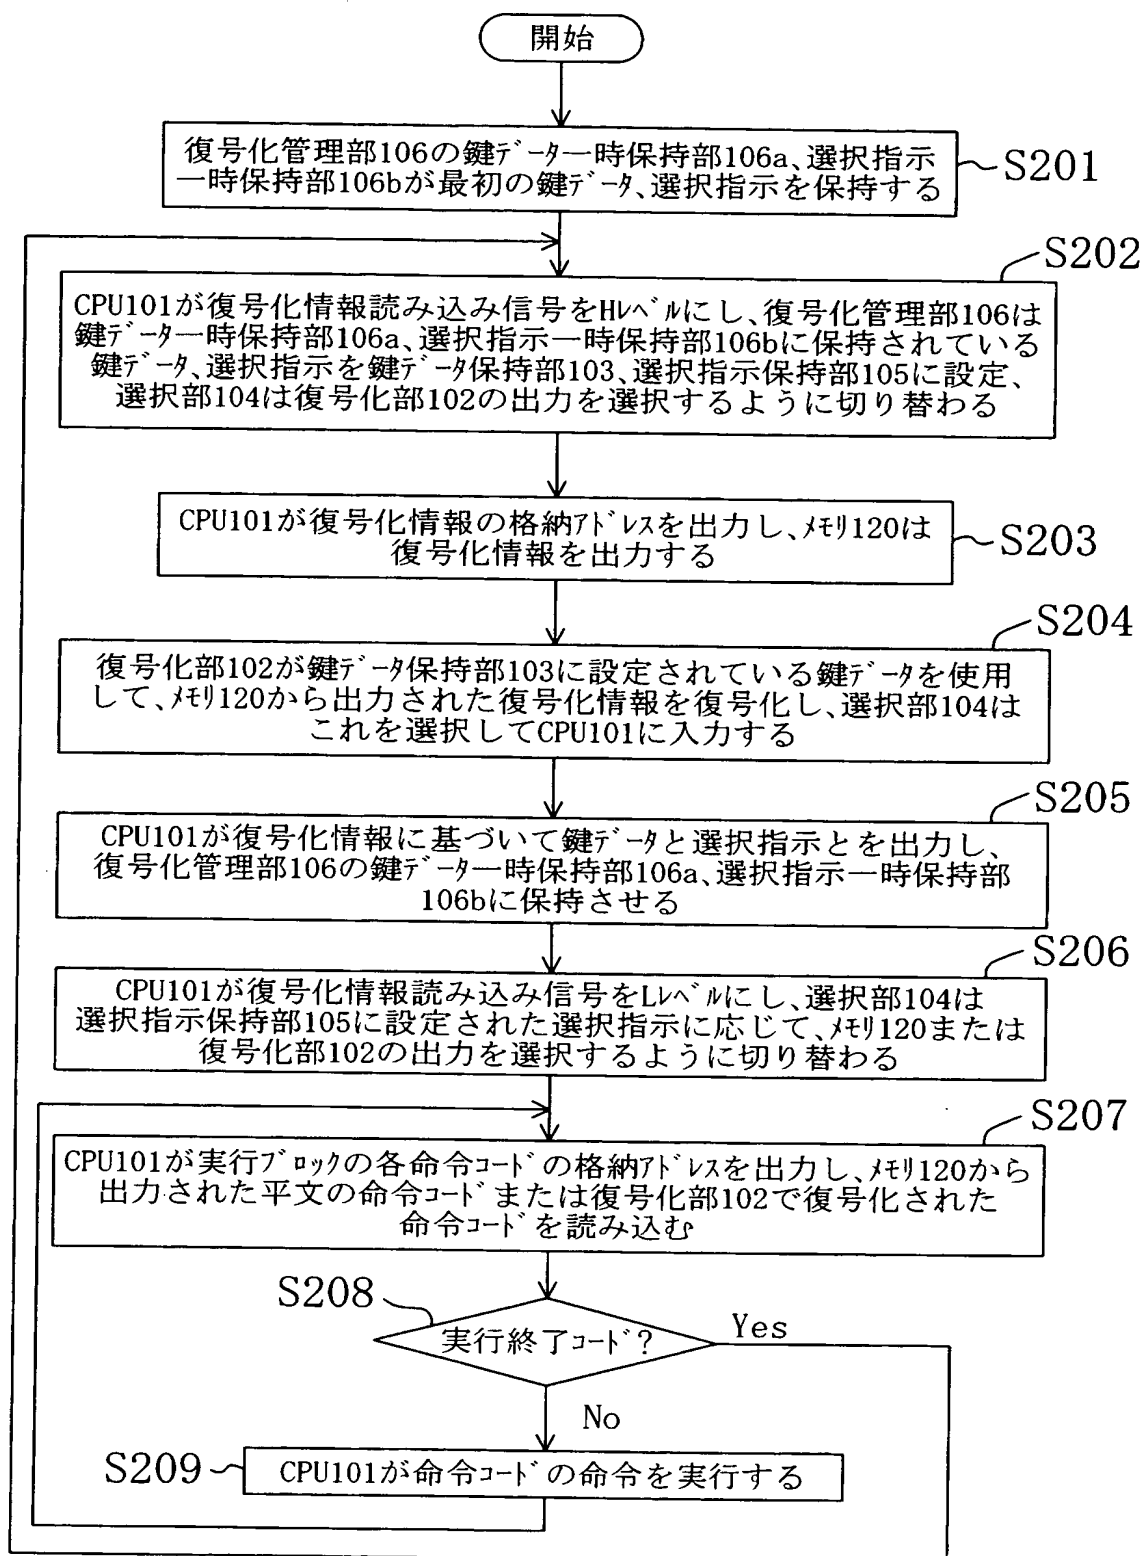 開始
復号化管理部106の鍵ﾃﾞｰﾀ一時保持部106a、選択指示
一時保持部106bが最初の鍵ﾃﾞｰﾀ、選択指示を保持する
S201
S202
CPU101が復号化情報読み込み信号をHﾚﾍﾞﾙにし、復号化管理部106は
鍵ﾃﾞｰﾀ一時保持部106a、選択指示一時保持部106bに保持されている
鍵ﾃﾞｰﾀ、選択指示を鍵ﾃﾞｰﾀ保持部103、選択指示保持部105に設定、
選択部104は復号化部102の出力を選択するように切り替わる
CPU101が復号化情報の格納ｱﾄﾞﾚｽを出力し、ﾒﾓﾘ120は
復号化情報を出力する
S203
S204
復号化部102が鍵ﾃﾞｰﾀ保持部103に設定されている鍵ﾃﾞｰﾀを使用
して、ﾒﾓﾘ120から出力された復号化情報を復号化し、選択部104は
これを選択してCPU101に入力する
S205
CPU101が復号化情報に基づいて鍵ﾃﾞｰﾀと選択指示とを出力し、
復号化管理部106の鍵ﾃﾞｰﾀ一時保持部106a、選択指示一時保持部
106bに保持させる
S206
CPU101が復号化情報読み込み信号をLﾚﾍﾞﾙにし、選択部104は
選択指示保持部105に設定された選択指示に応じて、ﾒﾓﾘ120または
復号化部102の出力を選択するように切り替わる
S207
CPU101が実行ﾌﾞﾛｯｸの各命令ｺｰﾄﾞの格納ｱﾄﾞﾚｽを出力し、ﾒﾓﾘ120から
出力された平文の命令ｺｰﾄﾞまたは復号化部102で復号化された
命令ｺｰﾄﾞを読み込む
S208
実行終了ｺｰﾄﾞ?
Yes
No
S209
CPU101が命令ｺｰﾄﾞの命令を実行する